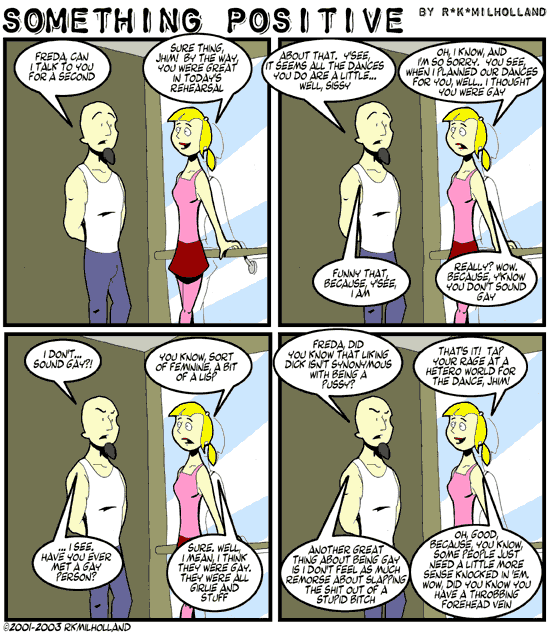 SOMETHING POSITIVE BY R*K*MILHOLLAND
FREDA, CAN
I TALK TO YOU
FOR A SECOND
SURE THING,
JHIM! BY THE WAY,
YOU WERE GREAT
IN TODAY'S
REHEARSAL
ABOUT THAT. Y'SEE,
IT SEEMS ALL THE DANCES
YOU DO ARE A LITTLE...
WELL, SISSY
OH, I KNOW, AND
I'M SO SORRY. YOU SEE,
WHEN I PLANNED OUR DANCES
FOR YOU, WELL.. I THOUGHT
YOU WERE GAY
FUNNY THAT,
BECAUSE, Y'SEE,
I AM
REALLY? WOW.
BECAUSE, Y'KNOW
YOU DON'T SOUND
GAY
I DON'T...
SOUND GAY?!
YOU KNOW, SORT
OF FEMININE, A BIT
OF A LISP
... I SEE.
HAVE YOU EVER
MET A GAY
PERSON?
SURE. WELL,
I MEAN, I THINK
THEY WERE GAY.
THEY WERE ALL
GIRLIE AND
STUFF
FREDA, DID
YOU KNOW THAT LIKING
DICK ISN'T SYNONYMOUS
WITH BEING A
PUSSY?
THAT'S IT! TAP
YOUR RAGE AT A
HETERO WORLD FOR
THE DANCE, JHIM!
ANOTHER GREAT
THING ABOUT BEING GAY
IS I DON'T FEEL AS MUCH
REMORSE ABOUT SLAPPING
THE SHIT OUT OF A
STUPID BITCH
OH, GOOD,
BECAUSE, YOU KNOW,
SOME PEOPLE JUST
NEED A LITTLE MORE
SENSE KNOCKED IN 'EM.
WOW, DID YOU KNOW YOU
HAVE A THROBBING
FOREHEAD VEIN
©2001-2003 RKMILHOLLAND